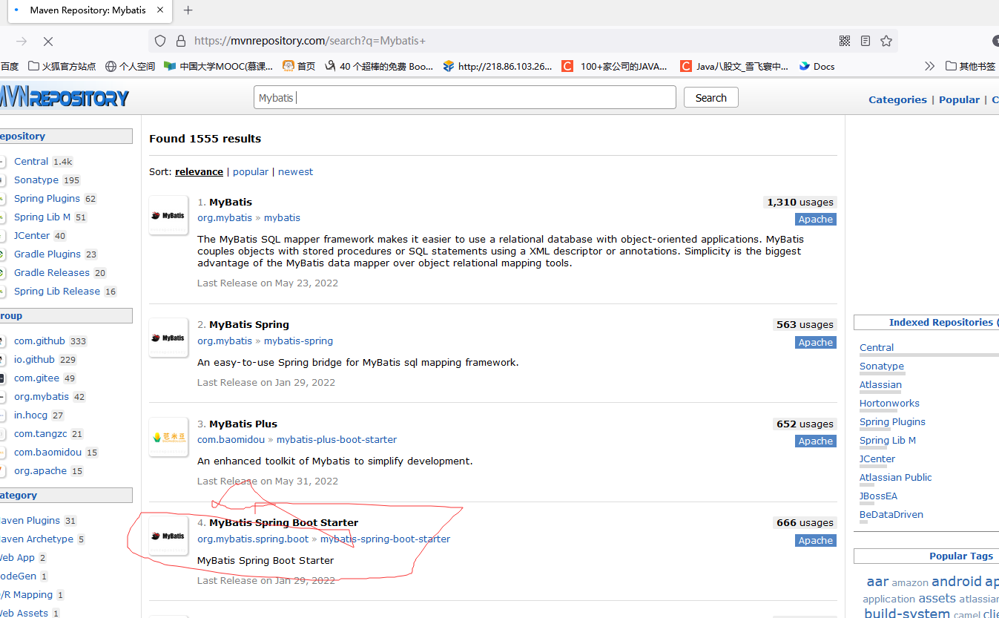 Maven Repository: Mybatis
https://mvnrepository.com/search?q=Mybatis+
百度 火狐官方站点 个人空间 中国大学MOOC(慕课... 首页 40 个超棒的免费 Boo... http://218.86.103.26... 100+家公司的JAVA... Java八股文_雪飞寒中... Docs 其他书签
MVNREPOSITORY Mybatis Search Categories | Popular | C
epository
Central 1.4k
Sonatype 195
Spring Plugins 62
Spring Lib M 51
JCenter 40
Gradle Plugins 23
Gradle Releases 20
Spring Lib Release 16
roup
com.github 333
io.github 229
com.gitee 49
org.mybatis 42
in.hocg 27
com.tangzc 21
com.baomidou 15
org.apache 15
ategory
aven Plugins 31
aven Archetype 5
eb App 2
odeGen 1
/R Mapping 1
eb Assets 1
Found 1555 results
Sort: relevance | popular | newest
1. MyBatis 1,310 usages
org.mybatis » mybatis Apache
MyBatis
The MyBatis SQL mapper framework makes it easier to use a relational database with object-oriented applications. MyBatis
couples objects with stored procedures or SQL statements using a XML descriptor or annotations. Simplicity is the biggest
advantage of the MyBatis data mapper over object relational mapping tools.
Last Release on May 23, 2022
2. MyBatis Spring 563 usages
org.mybatis » mybatis-spring Apache
MyBatis
An easy-to-use Spring bridge for MyBatis sql mapping framework.
Last Release on Jan 29, 2022
3. MyBatis Plus 652 usages
com.baomidou » mybatis-plus-boot-starter Apache
苞米豆
An enhanced toolkit of Mybatis to simplify development.
Last Release on May 31, 2022
4. MyBatis Spring Boot Starter 666 usages
org.mybatis.spring.boot » mybatis-spring-boot-starter Apache
MyBatis
MyBatis Spring Boot Starter
Last Release on Jan 29, 2022
Indexed Repositories (
Central
Sonatype
Atlassian
Hortonworks
Spring Plugins
Spring Lib M
JCenter
Atlassian Public
JBossEA
BeDataDriven
Popular Tags
aar amazon android ap
application assets atlassian
build-system camel clie